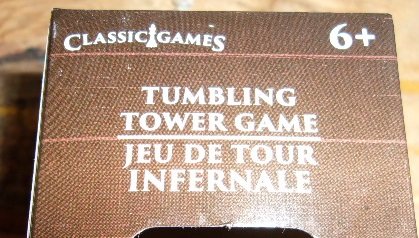 CLASSIC GAMES 6+
TUMBLING
TOWER GAME
JEU DE TOUR
INFERNALE